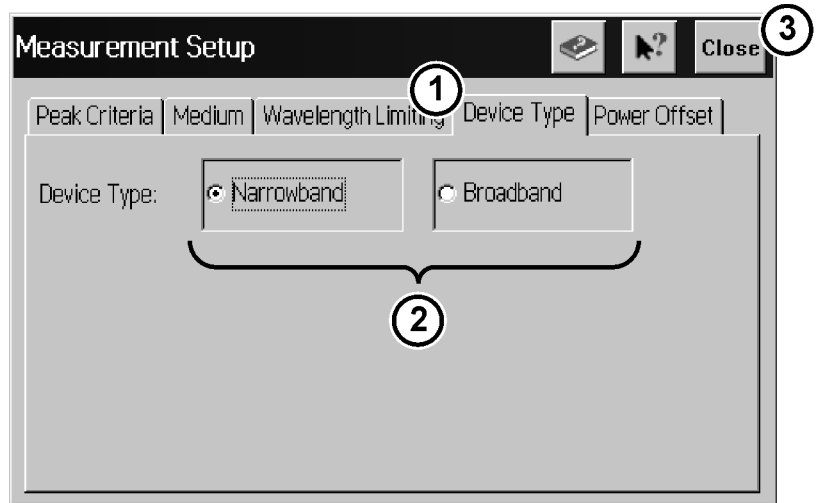 Measurement Setup ? Close 3
1
Peak Criteria Medium Wavelength Limiting Device Type Power Offset
Device Type: Narrowband Broadband
2